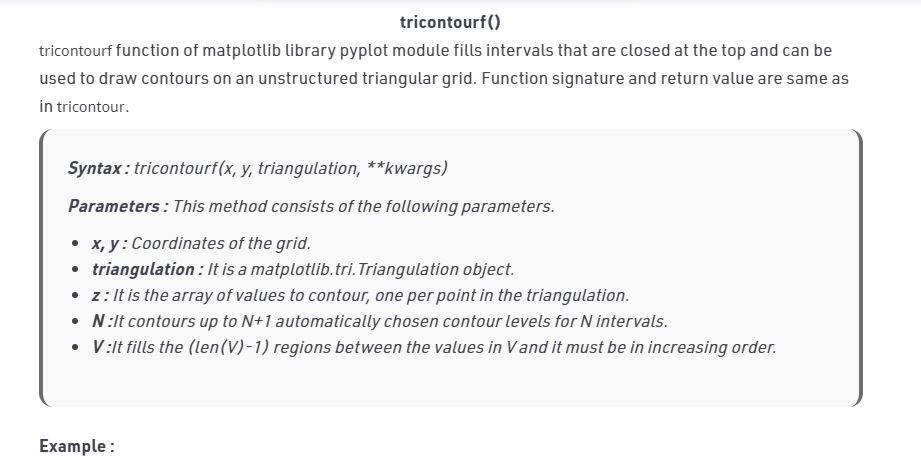 tricontourf()
tricontourf function of matplotlib library pyplot module fills intervals that are closed at the top and can be
used to draw contours on an unstructured triangular grid. Function signature and return value are same as
in tricontour.
Syntax : tricontourf(x, y, triangulation, **kwargs)
Parameters : This method consists of the following parameters.
• x, y : Coordinates of the grid.
• triangulation : It is a matplotlib.tri.Triangulation object.
• z : It is the array of values to contour, one per point in the triangulation.
• N :It contours up to N+1 automatically chosen contour levels for N intervals.
• V :It fills the (len(V)-1) regions between the values in V and it must be in increasing order.
Example :